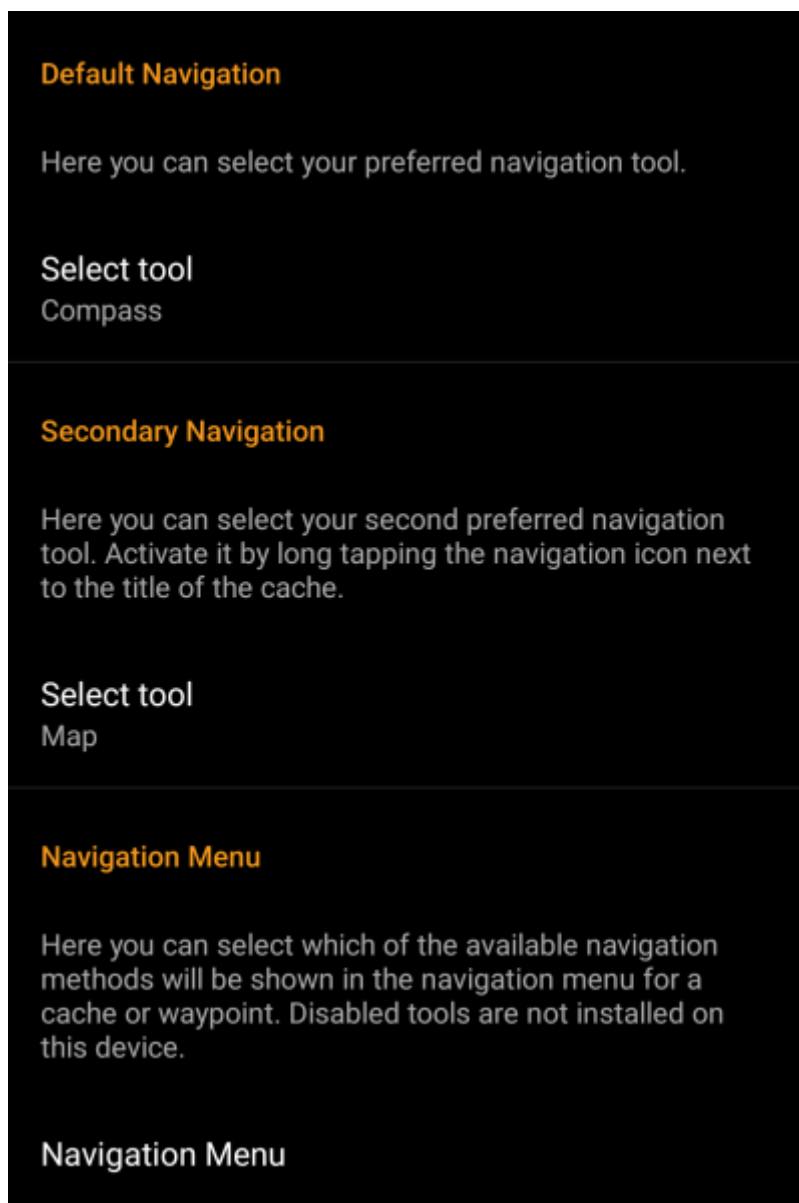 Default Navigation
Here you can select your preferred navigation tool.
Select tool
Compass
Secondary Navigation
Here you can select your second preferred navigation
tool. Activate it by long tapping the navigation icon next
to the title of the cache.
Select tool
Map
Navigation Menu
Here you can select which of the available navigation
methods will be shown in the navigation menu for a
cache or waypoint. Disabled tools are not installed on
this device.
Navigation Menu